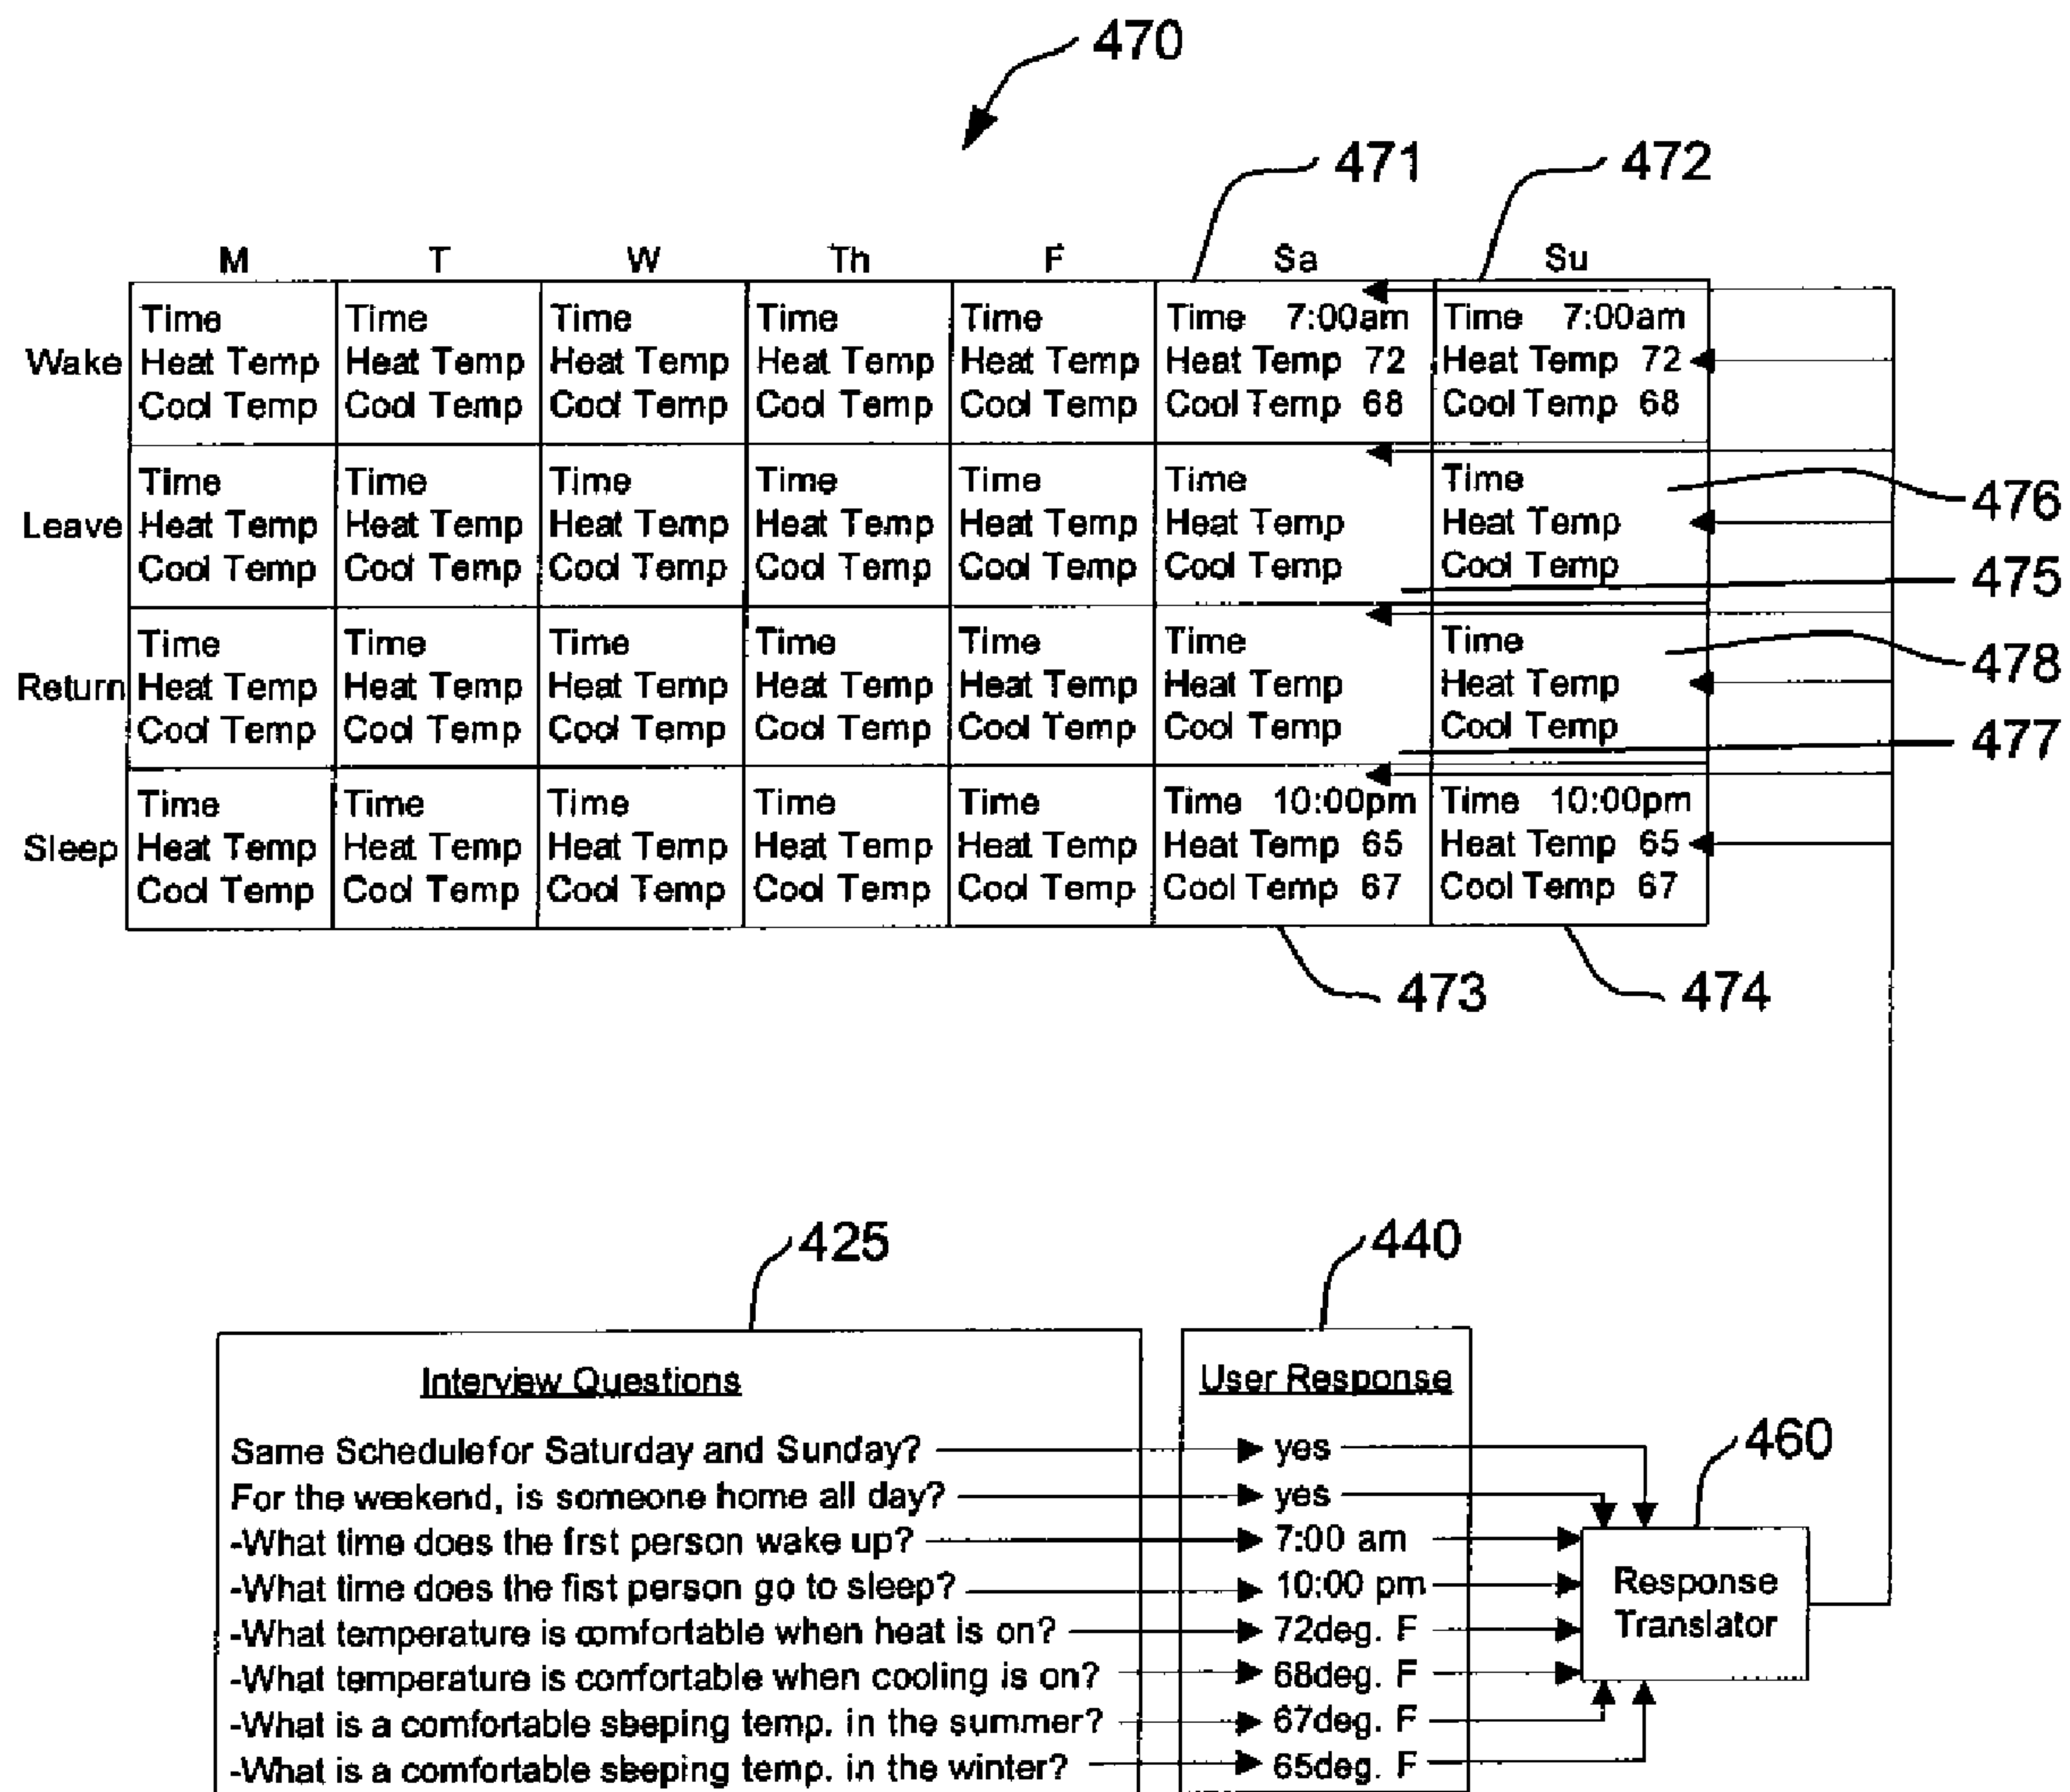 470
471 472
M T W Th F Sa Su
Time Time Time Time Time Time 7:00am Time 7:00am
Wake Heat Temp Heat Temp Heat Temp Heat Temp Heat Temp Heat Temp 72 Heat Temp 72
Cool Temp Cool Temp Cool Temp Cool Temp Cool Temp Cool Temp 68 Cool Temp 68
Time Time Time Time Time Time Time 476
Leave Heat Temp Heat Temp Heat Temp Heat Temp Heat Temp Heat Temp Heat Temp
Cool Temp Cool Temp Cool Temp Cool Temp Cool Temp Cool Temp Cool Temp 475
Time Time Time Time Time Time Time 478
Return Heat Temp Heat Temp Heat Temp Heat Temp Heat Temp Heat Temp Heat Temp
Cool Temp Cool Temp Cool Temp Cool Temp Cool Temp Cool Temp Cool Temp 477
Time Time Time Time Time Time 10:00pm Time 10:00pm
Sleep Heat Temp Heat Temp Heat Temp Heat Temp Heat Temp Heat Temp 65 Heat Temp 65
Cool Temp Cool Temp Cool Temp Cool Temp Cool Temp Cool Temp 67 Cool Temp 67
473 474
425 440
Interview Questions User Response
460
Same Schedulefor Saturday and Sunday? yes
For the weekend, is someone home all day? yes
-What time does the frst person wake up? 7:00 am
-What time does the fist person go to sleep? 10:00 pm
-What temperature is comfortable when heat is on? 72deg. F
-What temperature is comfortable when cooling is on? 68deg. F
-What is a comfortable sleeping temp. in the summer? 67deg. F
-What is a comfortable sleeping temp. in the winter? 65deg. F
Response
Translator